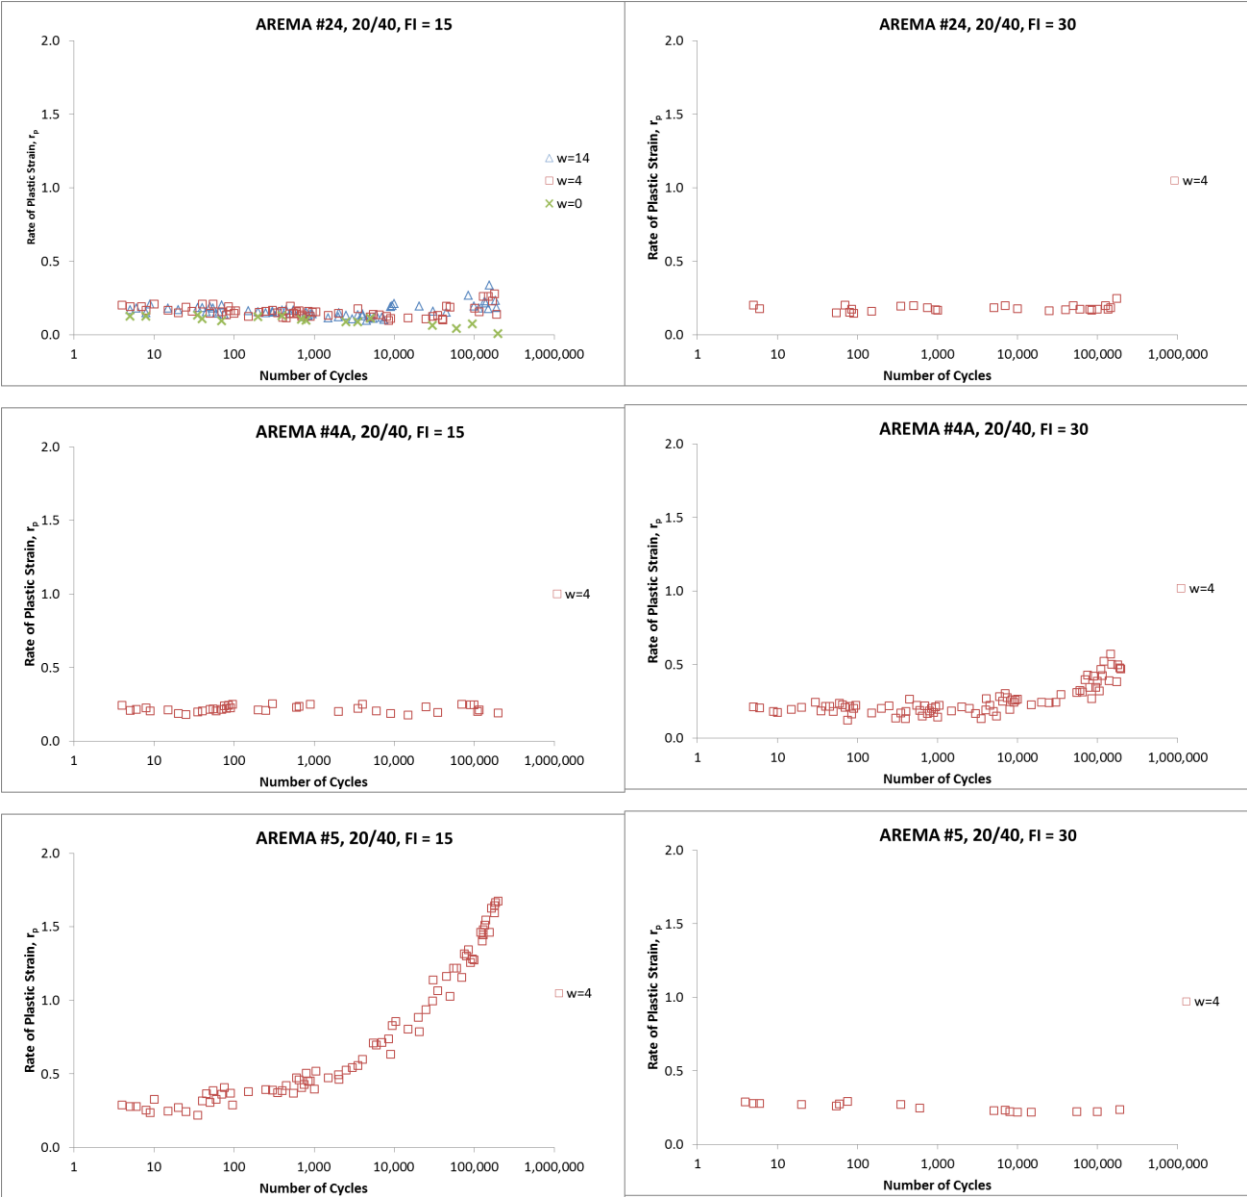 AREMA #24, 20/40, FI = 15
2.0
1.5
1.0
0.5
0.0
Rate of Plastic Strain, rₚ
1 10 100 1,000 10,000 100,000 1,000,000
Number of Cycles
w=14
w=4
w=0
AREMA #24, 20/40, FI = 30
2.0
1.5
1.0
0.5
0.0
Rate of Plastic Strain, rₚ
1 10 100 1,000 10,000 100,000 1,000,000
Number of Cycles
w=4
AREMA #4A, 20/40, FI = 15
2.0
1.5
1.0
0.5
0.0
Rate of Plastic Strain, rₚ
1 10 100 1,000 10,000 100,000 1,000,000
Number of Cycles
w=4
AREMA #4A, 20/40, FI = 30
2.0
1.5
1.0
0.5
0.0
Rate of Plastic Strain, rₚ
1 10 100 1,000 10,000 100,000 1,000,000
Number of Cycles
w=4
AREMA #5, 20/40, FI = 15
2.0
1.5
1.0
0.5
0.0
Rate of Plastic Strain, rₚ
1 10 100 1,000 10,000 100,000 1,000,000
Number of Cycles
w=4
AREMA #5, 20/40, FI = 30
2.0
1.5
1.0
0.5
0.0
Rate of Plastic Strain, rₚ
1 10 100 1,000 10,000 100,000 1,000,000
Number of Cycles
w=4